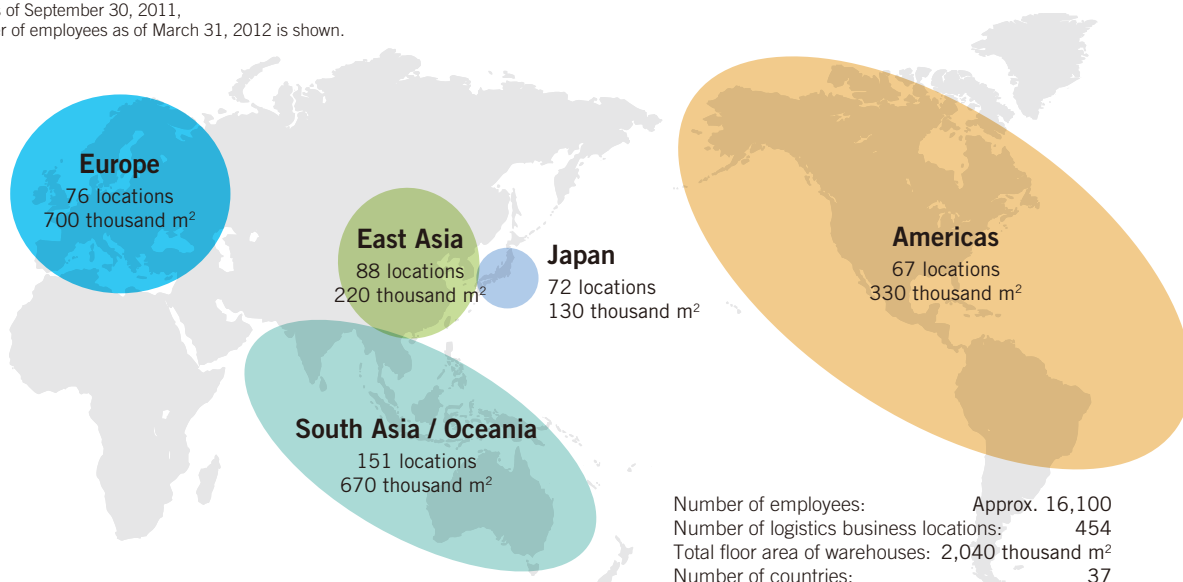 of September 30, 2011,
of employees as of March 31, 2012 is shown.
Europe
76 locations
700 thousand m²
East Asia
88 locations
220 thousand m²
Japan
72 locations
130 thousand m²
Americas
67 locations
330 thousand m²
South Asia / Oceania
151 locations
670 thousand m²
Number of employees: Approx. 16,100
Number of logistics business locations: 454
Total floor area of warehouses: 2,040 thousand m²
Number of countries: 37